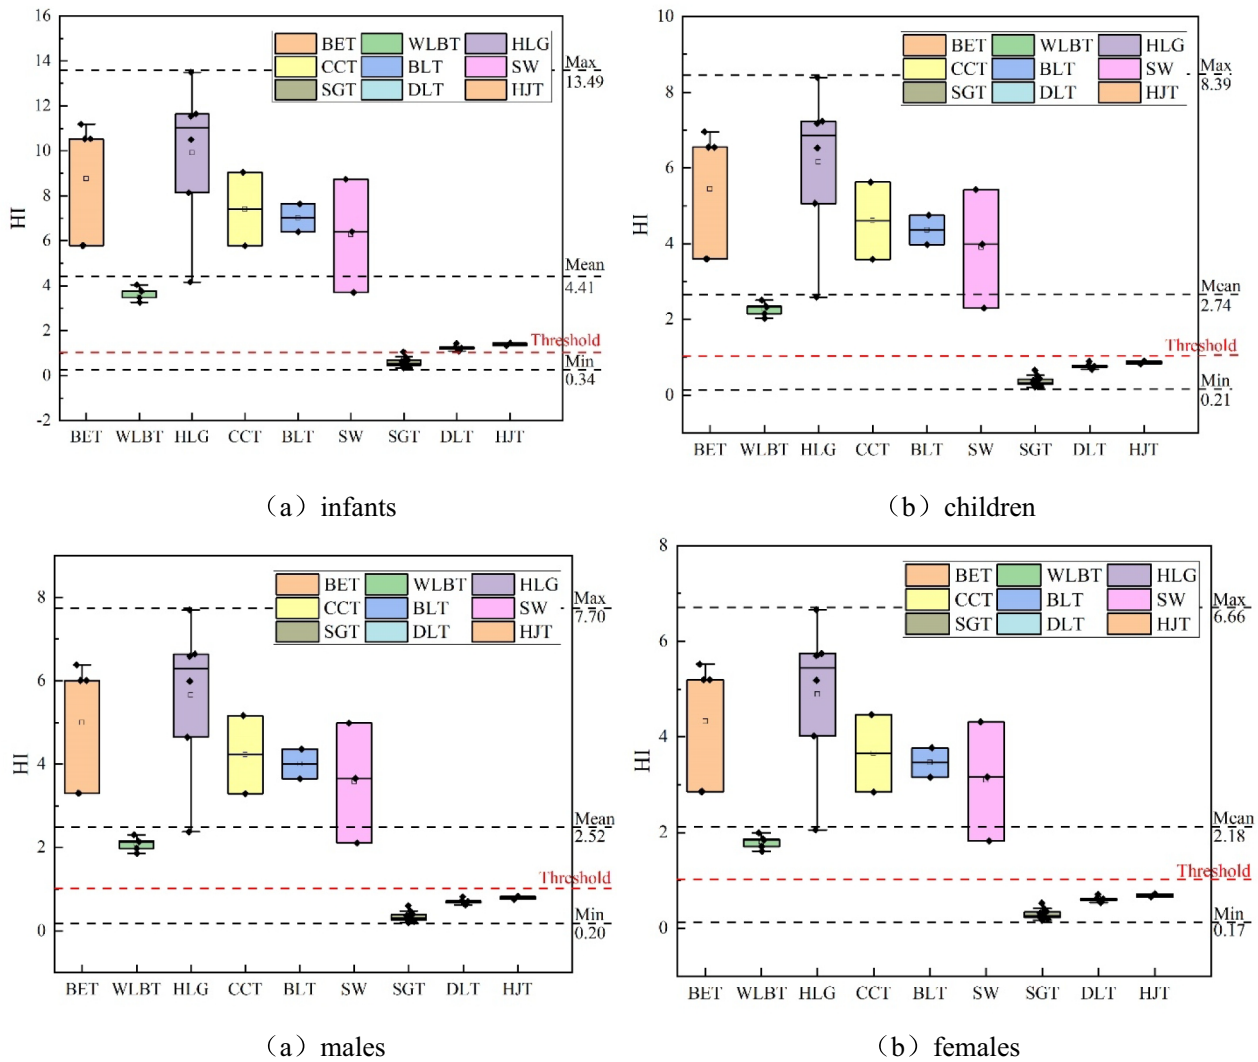 16
14
12
10
8
6
4
2
0
-2
HI
BET WLBT HLG
CCT BLT SW
SGT DLT HJT
Max
13.49
Mean
4.41
Threshold
Min
0.34
BET WLBT HLG CCT BLT SW SGT DLT HJT
（a）infants
10
8
6
4
2
0
HI
BET WLBT HLG
CCT BLT SW
SGT DLT HJT
Max
8.39
Mean
2.74
Threshold
Min
0.21
BET WLBT HLG CCT BLT SW SGT DLT HJT
（b）children
8
6
4
2
0
HI
BET WLBT HLG
CCT BLT SW
SGT DLT HJT
Max
7.70
Mean
2.52
Threshold
Min
0.20
BET WLBT HLG CCT BLT SW SGT DLT HJT
（a）males
8
6
4
2
0
HI
BET WLBT HLG
CCT BLT SW
SGT DLT HJT
Max
6.66
Mean
2.18
Threshold
Min
0.17
BET WLBT HLG CCT BLT SW SGT DLT HJT
（b）females